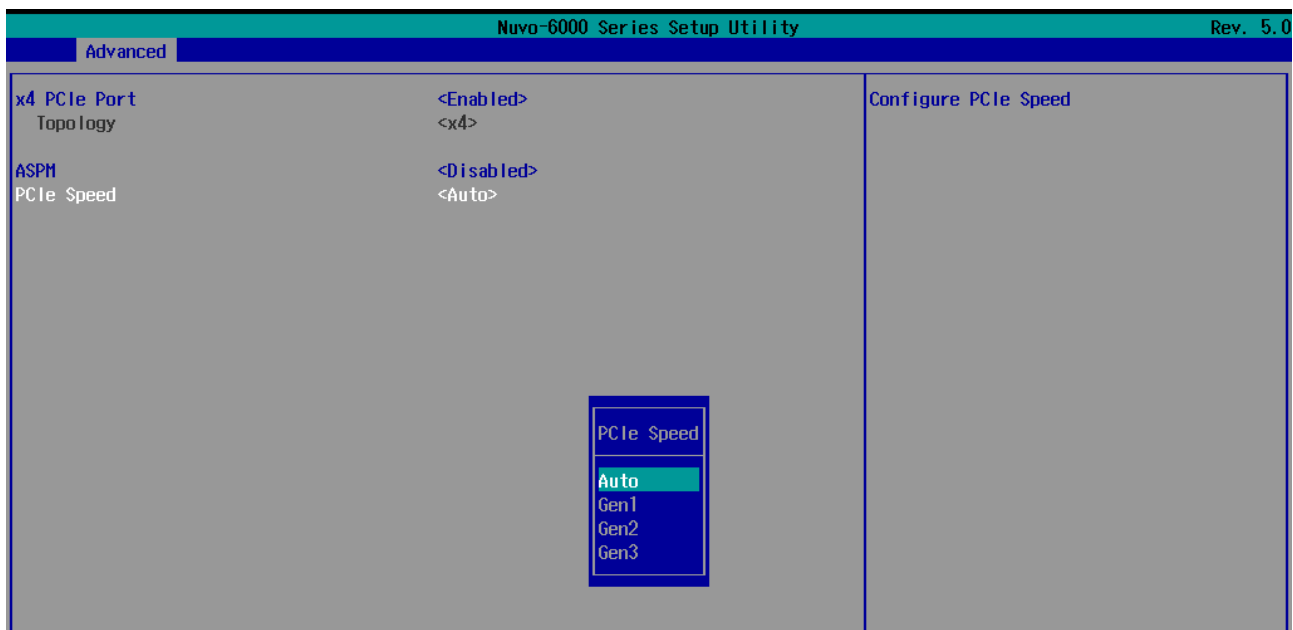 Nuvo-6000 Series Setup Utility Rev. 5.0
Advanced
x4 PCIe Port <Enabled> Configure PCIe Speed
Topology <x4>
ASPM <Disabled>
PCIe Speed <Auto>
PCIe Speed
Auto
Gen1
Gen2
Gen3